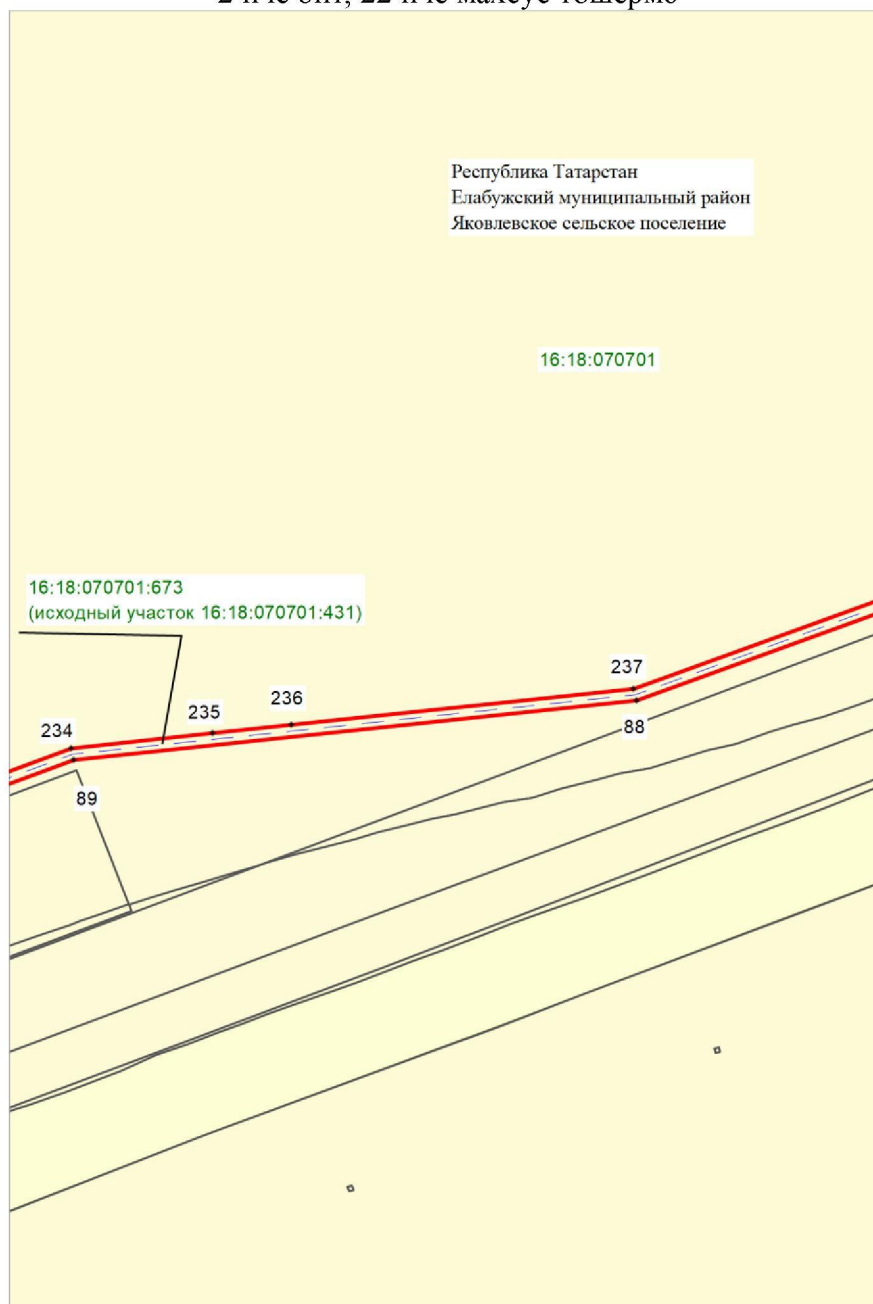 Республика Татарстан
Елабужский муниципальный район
Яковлевское сельское поселение
16:18:070701
16:18:070701:673
(исходный участок 16:18:070701:431)
237
236
235
234
88
89